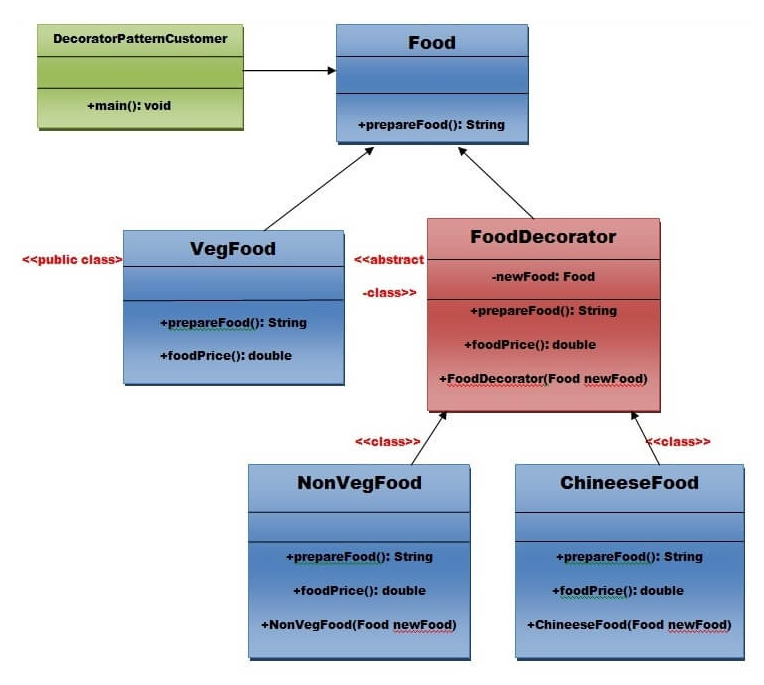 DecoratorPatternCustomer
+main(): void
Food
+prepareFood(): String
<<public class>
VegFood
+prepareFood(): String
+foodPrice(): double
<<abstract
-class>>
FoodDecorator
-newFood: Food
+prepareFood(): String
+foodPrice(): double
+FoodDecorator(Food newFood)
<<class>>
NonVegFood
+prepareFood(): String
+foodPrice(): double
+NonVegFood(Food newFood)
<<class>>
ChineeseFood
+prepareFood(): String
+foodPrice(): double
+ChineeseFood(Food newFood)